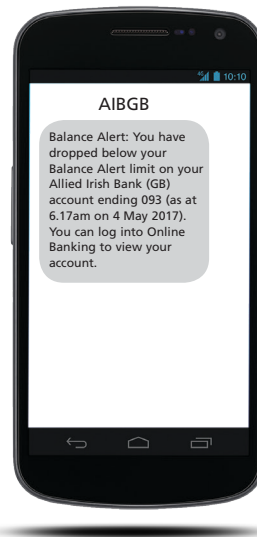 4G 10:10
AIBGB
Balance Alert: You have
dropped below your
Balance Alert limit on your
Allied Irish Bank (GB)
account ending 093 (as at
6.17am on 4 May 2017).
You can log into Online
Banking to view your
account.